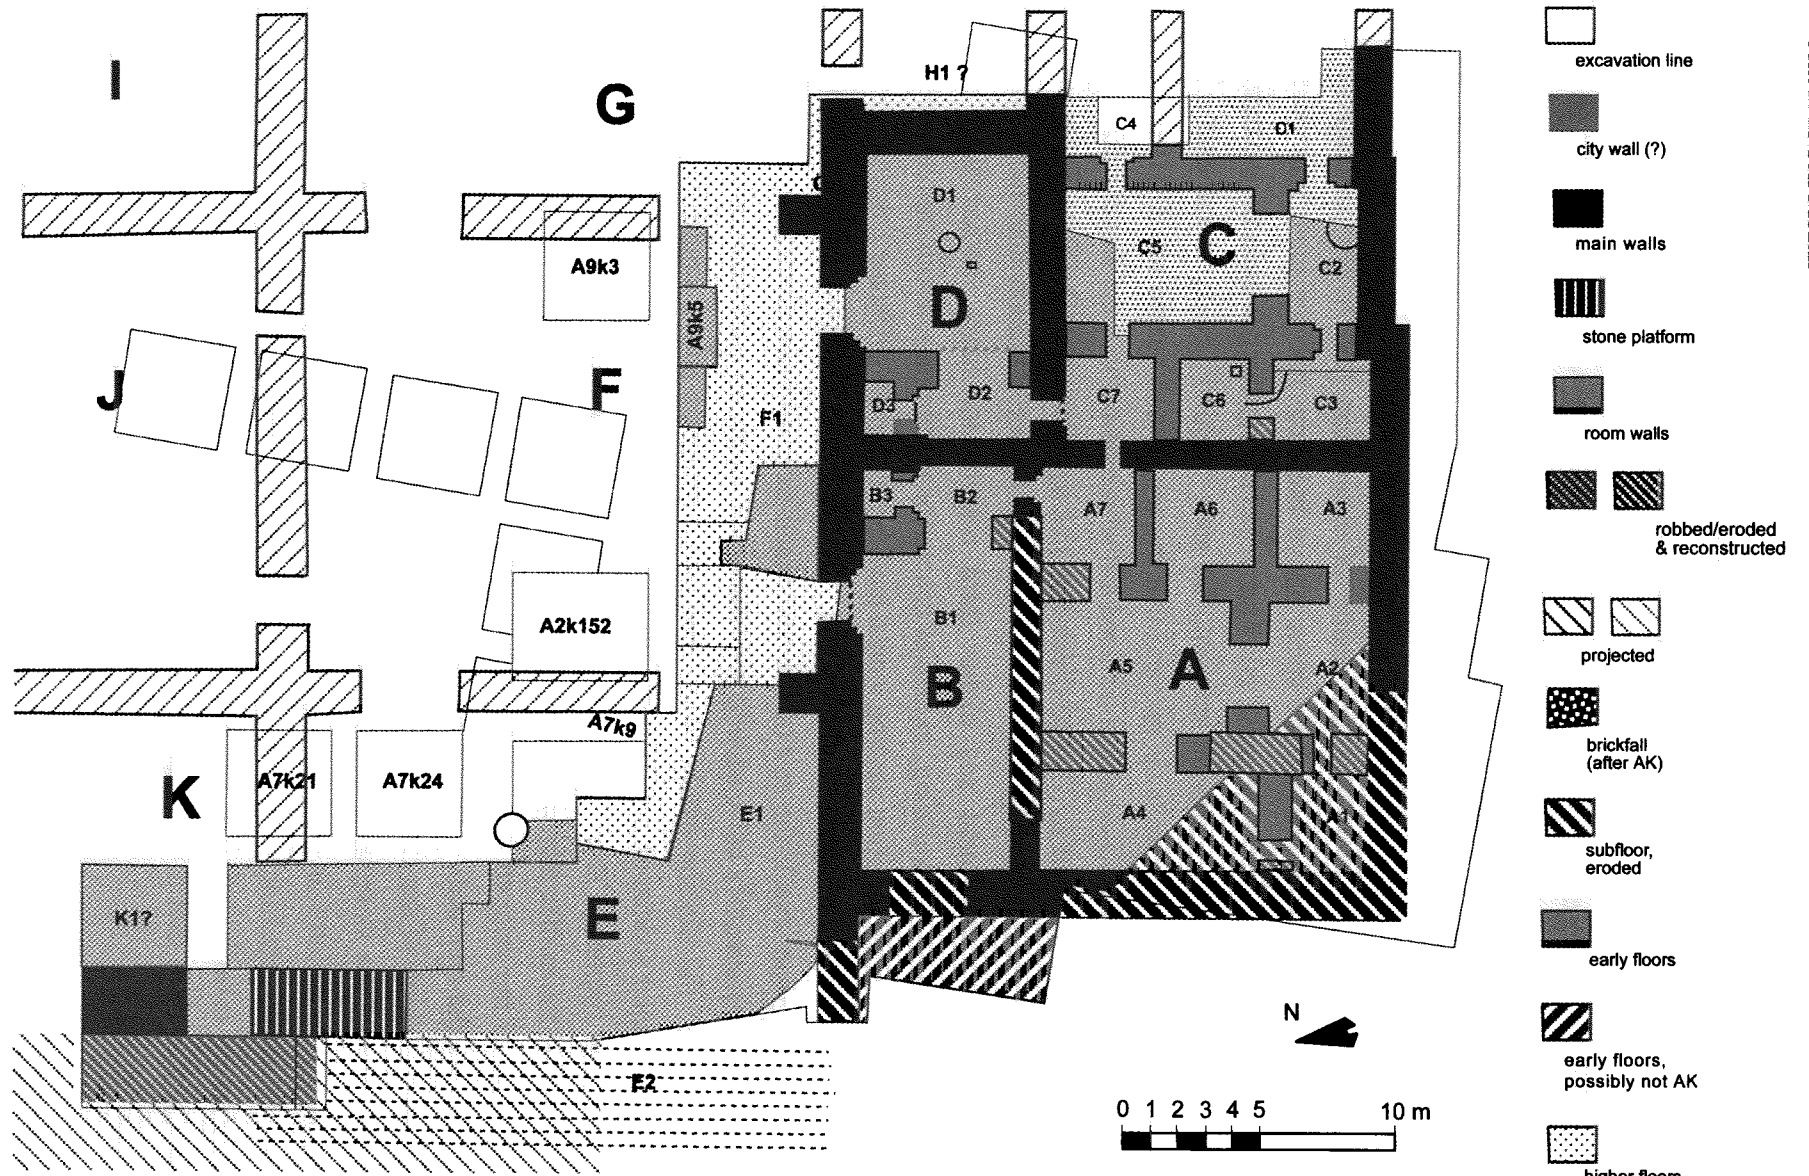 I
G
H1 ?
C4
D1
D1
A9k3
C5
C
C2
D
A9k5
J
F
D3
D2
C7
C6
C3
F1
B3
B2
A7
A6
A3
A2k152
B1
B
A5
A
A2
A7k9
K
A7k21
A7k24
E1
A4
A1
K1?
E
E2
N
0 1 2 3 4 5 10 m
excavation line
city wall (?)
main walls
stone platform
room walls
robbed/eroded
& reconstructed
projected
brickfall
(after AK)
subfloor,
eroded
early floors
early floors,
possibly not AK
higher floors